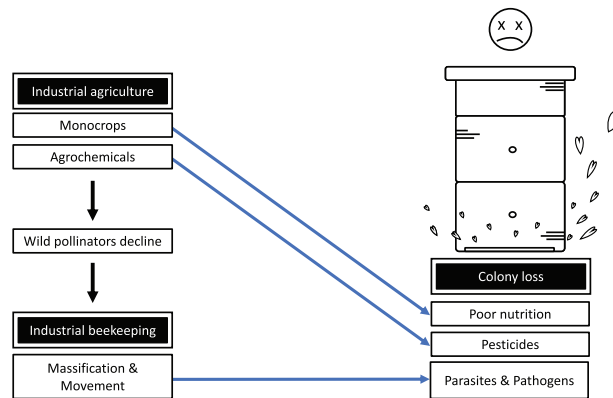 Industrial agriculture
Monocrops
Agrochemicals
Wild pollinators decline
Industrial beekeeping
Massification &
Movement
x x
Colony loss
Poor nutrition
Pesticides
Parasites & Pathogens